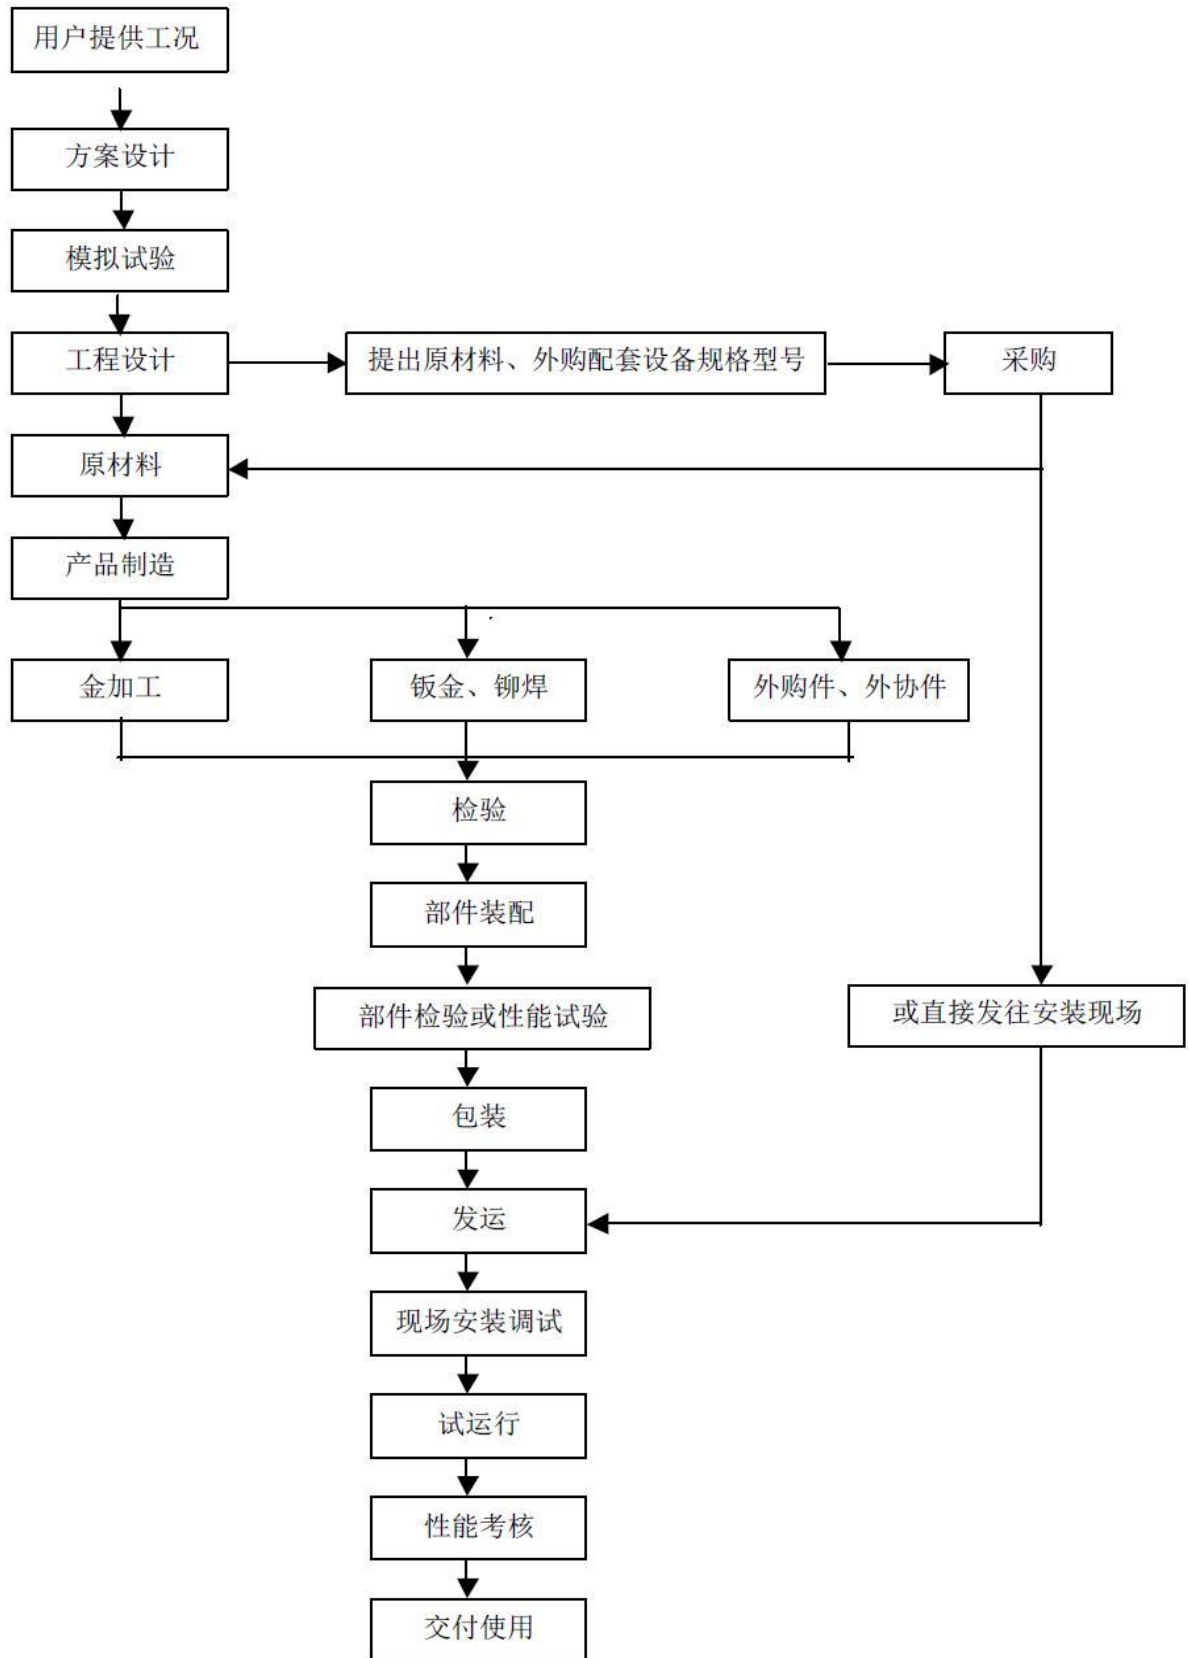 用户提供工况
方案设计
模拟试验
工程设计
提出原材料、外购配套设备规格型号
采购
原材料
产品制造
金加工
钣金、铆焊
外购件、外协件
检验
部件装配
部件检验或性能试验
或直接发往安装现场
包装
发运
现场安装调试
试运行
性能考核
交付使用